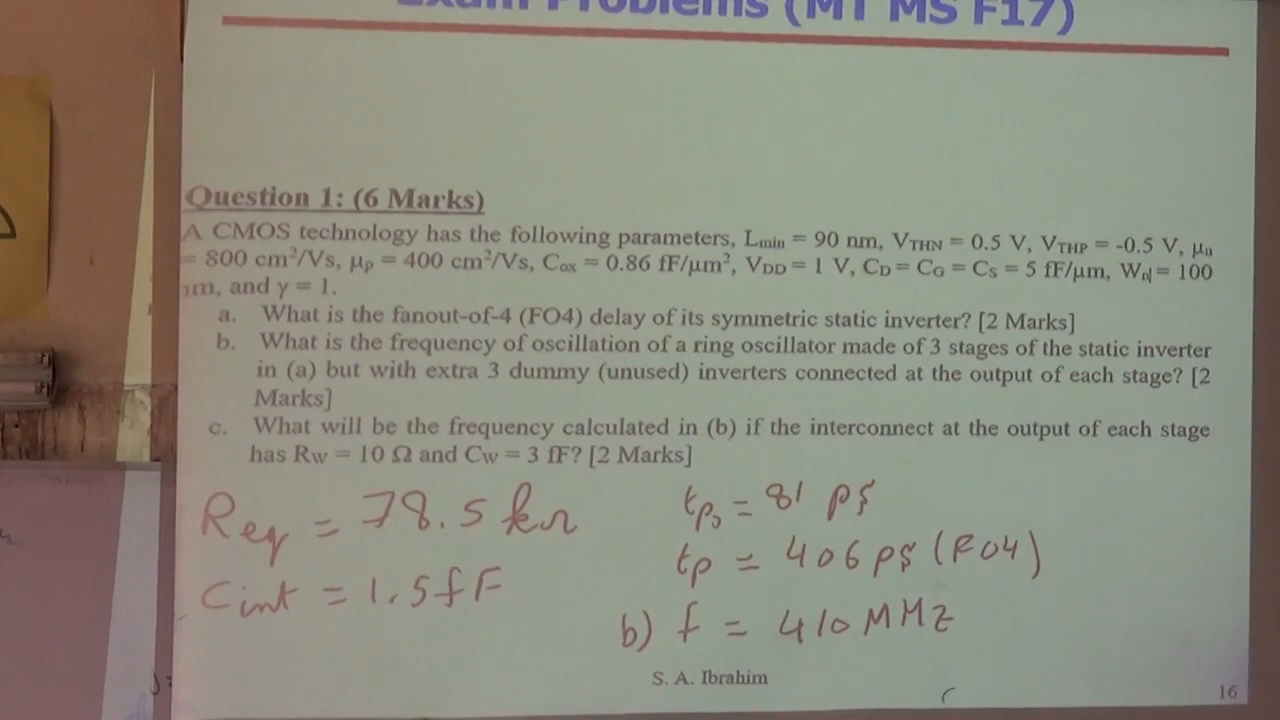 Exam Problems (MT MS F17)
Question 1: (6 Marks)
A CMOS technology has the following parameters, Lmin = 90 nm, VTHN = 0.5 V, VTHP = -0.5 V, μn
= 800 cm²/Vs, μp = 400 cm²/Vs, Cox = 0.86 fF/μm², VDD = 1 V, CD = CG = CS = 5 fF/μm, Wn = 100
nm, and γ = 1.
a. What is the fanout-of-4 (FO4) delay of its symmetric static inverter? [2 Marks]
b. What is the frequency of oscillation of a ring oscillator made of 3 stages of the static inverter
in (a) but with extra 3 dummy (unused) inverters connected at the output of each stage? [2
Marks]
c. What will be the frequency calculated in (b) if the interconnect at the output of each stage
has RW = 10 Ω and CW = 3 fF? [2 Marks]
Req = 78.5 kΩ
tp0 = 81 ps
Cint = 1.5fF
tp = 406 ps (FO4)
b) f = 410 MHz
S. A. Ibrahim
16